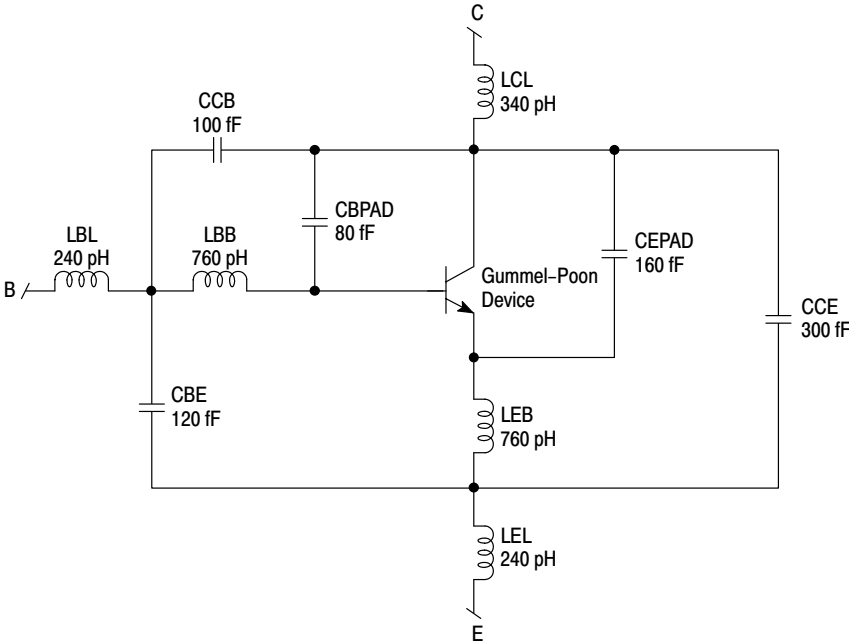 C
LCL
340 pH
CCB
100 fF
CBPAD
80 fF
LBL
240 pH
LBB
760 pH
CEPAD
160 fF
B
Gummel–Poon
Device
CCE
300 fF
CBE
120 fF
LEB
760 pH
LEL
240 pH
E